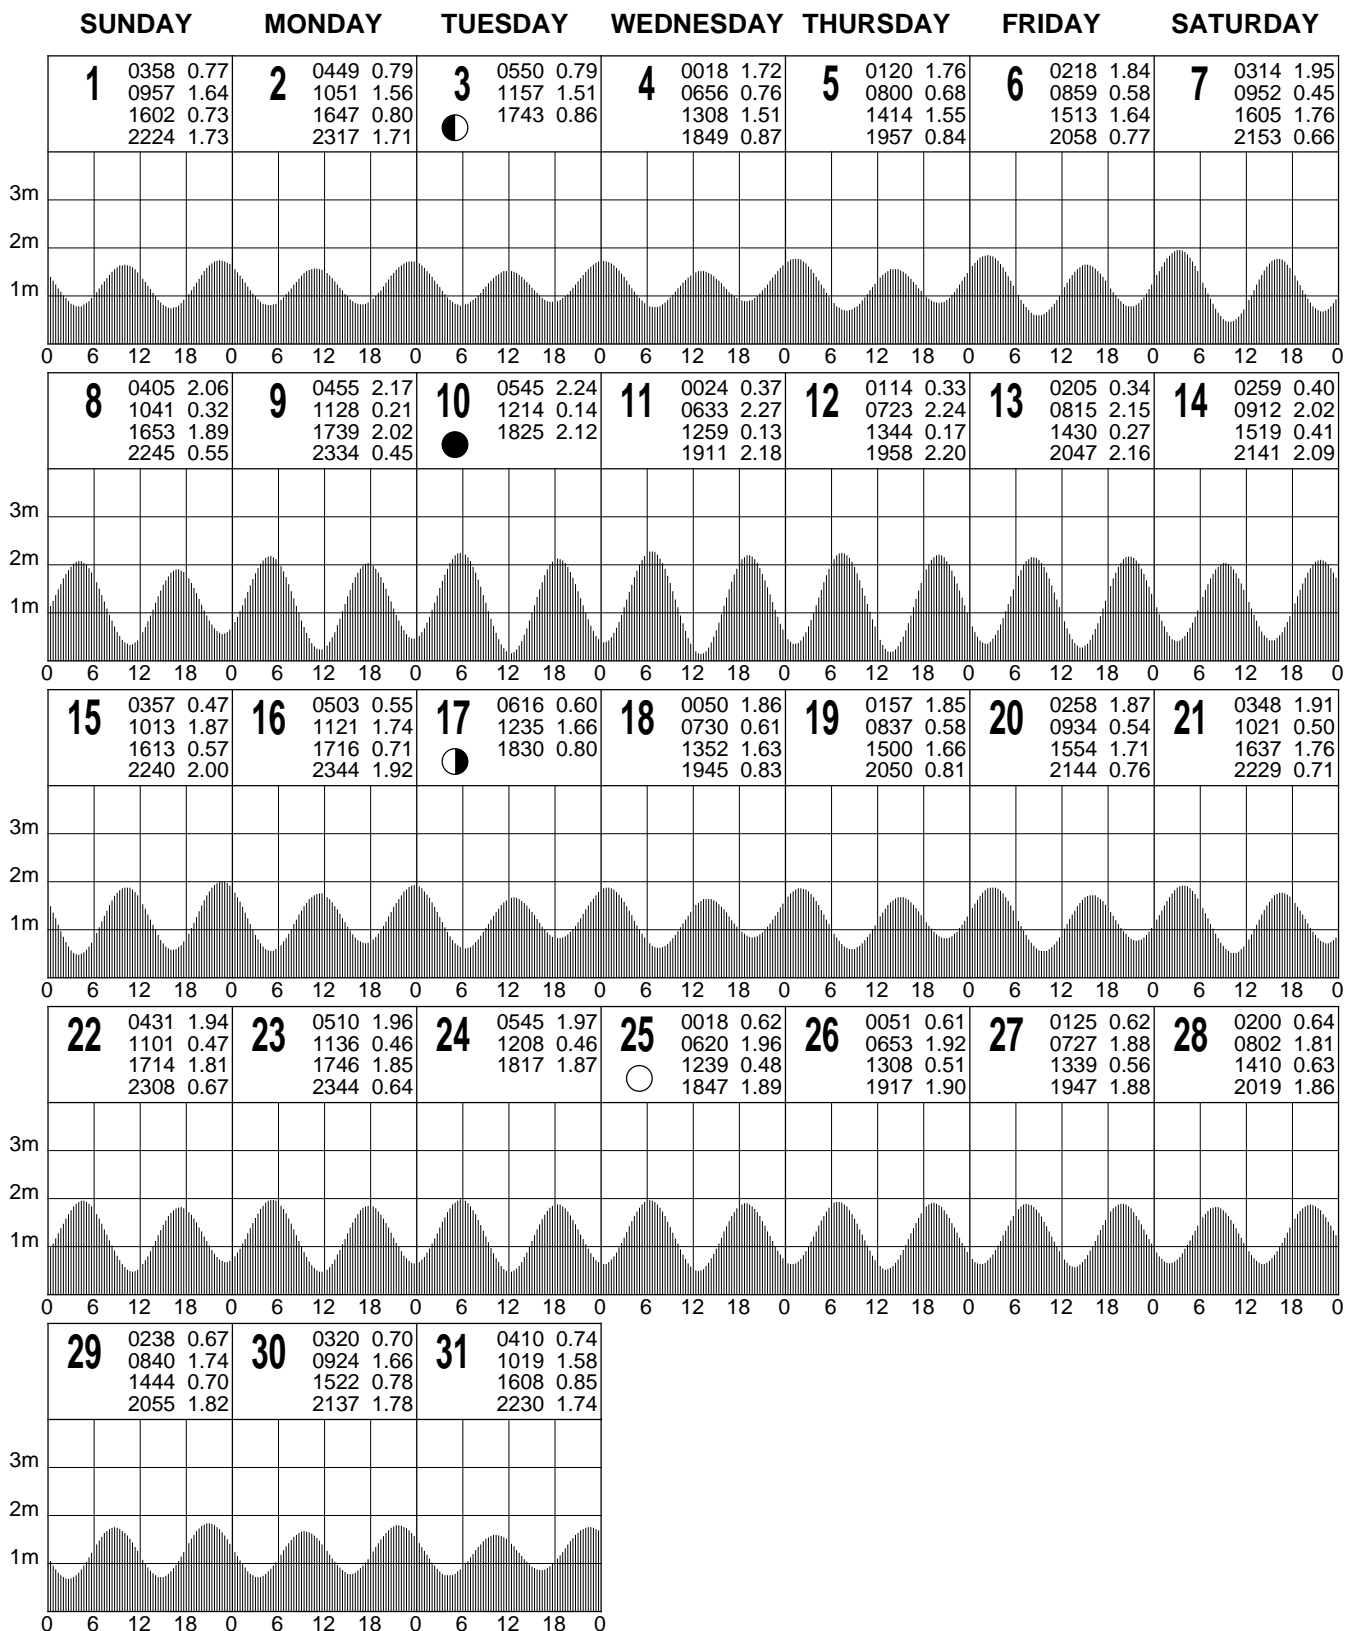 SUNDAY MONDAY TUESDAY WEDNESDAY THURSDAY FRIDAY SATURDAY
1 0358 0.77 2 0449 0.79 3 0550 0.79 4 0018 1.72 5 0120 1.76 6 0218 1.84 7 0314 1.95
0957 1.64 1051 1.56 1157 1.51 0656 0.76 0800 0.68 0859 0.58 0952 0.45
1602 0.73 1647 0.80 1743 0.86 1308 1.51 1414 1.55 1513 1.64 1605 1.76
2224 1.73 2317 1.71 1849 0.87 1957 0.84 2058 0.77 2153 0.66
3m
2m
1m
0 6 12 18 0 6 12 18 0 6 12 18 0 6 12 18 0 6 12 18 0 6 12 18 0 6 12 18 0
8 0405 2.06 9 0455 2.17 10 0545 2.24 11 0024 0.37 12 0114 0.33 13 0205 0.34 14 0259 0.40
1041 0.32 1128 0.21 1214 0.14 0633 2.27 0723 2.24 0815 2.15 0912 2.02
1653 1.89 1739 2.02 1825 2.12 1259 0.13 1344 0.17 1430 0.27 1519 0.41
2245 0.55 2334 0.45 1911 2.18 1958 2.20 2047 2.16 2141 2.09
3m
2m
1m
0 6 12 18 0 6 12 18 0 6 12 18 0 6 12 18 0 6 12 18 0 6 12 18 0 6 12 18 0
15 0357 0.47 16 0503 0.55 17 0616 0.60 18 0050 1.86 19 0157 1.85 20 0258 1.87 21 0348 1.91
1013 1.87 1121 1.74 1235 1.66 0730 0.61 0837 0.58 0934 0.54 1021 0.50
1613 0.57 1716 0.71 1830 0.80 1352 1.63 1500 1.66 1554 1.71 1637 1.76
2240 2.00 2344 1.92 1945 0.83 2050 0.81 2144 0.76 2229 0.71
3m
2m
1m
0 6 12 18 0 6 12 18 0 6 12 18 0 6 12 18 0 6 12 18 0 6 12 18 0 6 12 18 0
22 0431 1.94 23 0510 1.96 24 0545 1.97 25 0018 0.62 26 0051 0.61 27 0125 0.62 28 0200 0.64
1101 0.47 1136 0.46 1208 0.46 0620 1.96 0653 1.92 0727 1.88 0802 1.81
1714 1.81 1746 1.85 1817 1.87 1239 0.48 1308 0.51 1339 0.56 1410 0.63
2308 0.67 2344 0.64 1847 1.89 1917 1.90 1947 1.88 2019 1.86
3m
2m
1m
0 6 12 18 0 6 12 18 0 6 12 18 0 6 12 18 0 6 12 18 0 6 12 18 0 6 12 18 0
29 0238 0.67 30 0320 0.70 31 0410 0.74
0840 1.74 0924 1.66 1019 1.58
1444 0.70 1522 0.78 1608 0.85
2055 1.82 2137 1.78 2230 1.74
3m
2m
1m
0 6 12 18 0 6 12 18 0 6 12 18 0